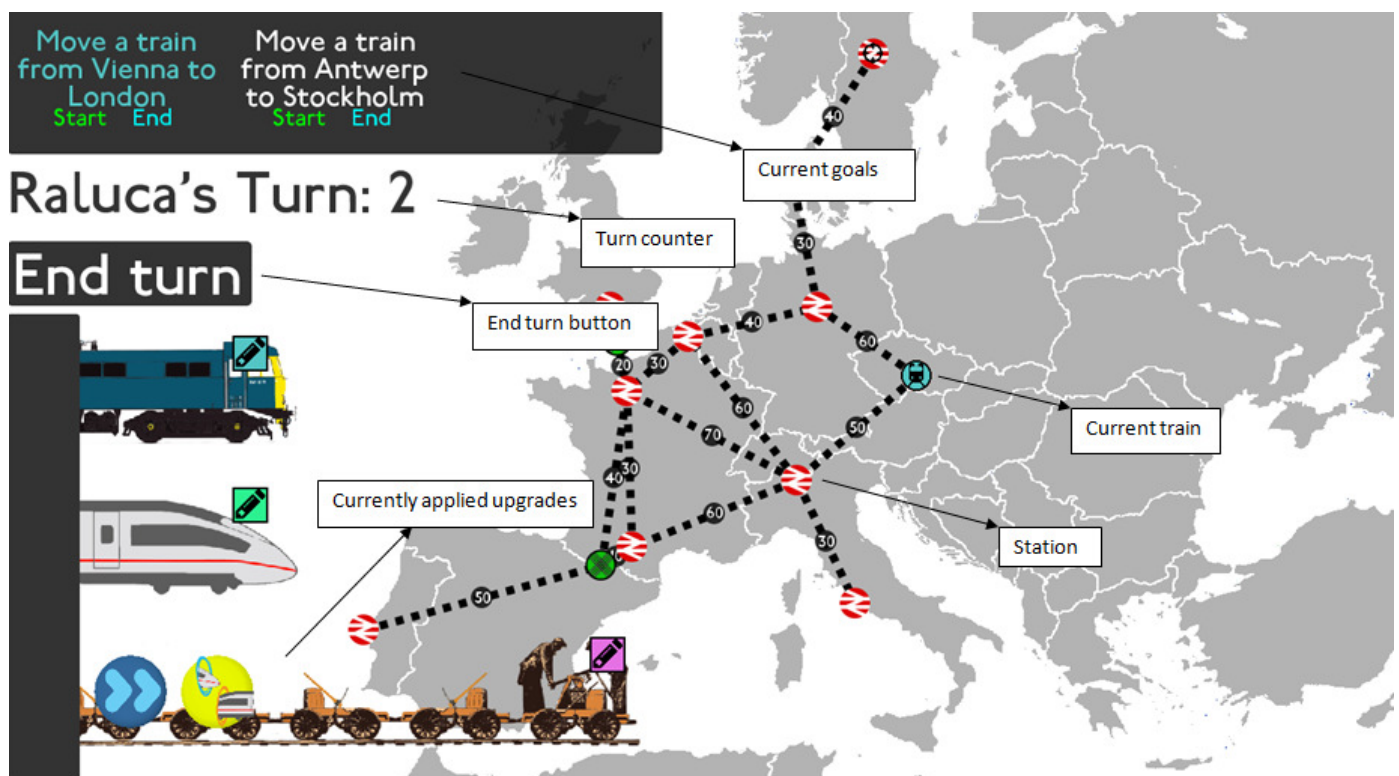 Move a train
from Vienna to
London
Start End
Move a train
from Antwerp
to Stockholm
Start End
Current goals
Raluca's Turn: 2
Turn counter
End turn
End turn button
Currently applied upgrades
Current train
Station
40
30
40
60
20
30
60
70
50
40
30
60
30
50